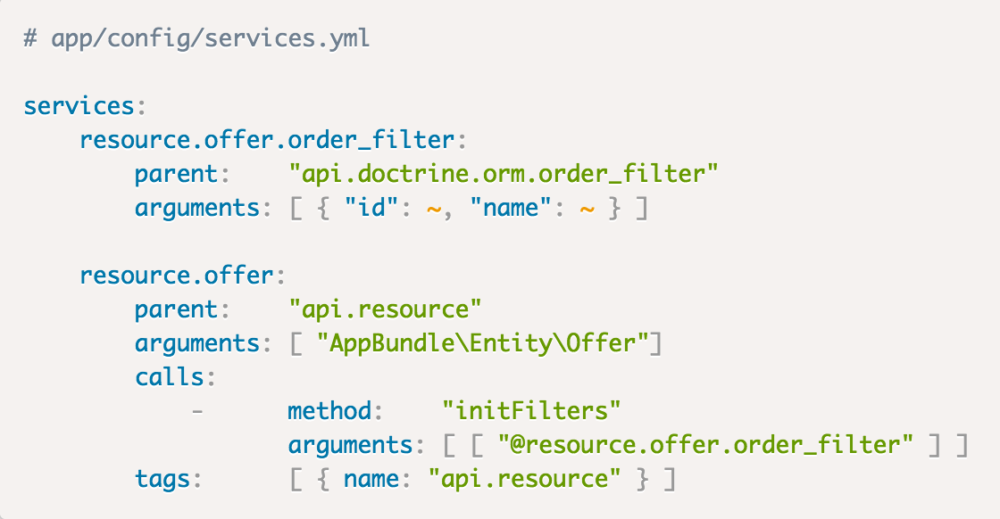 # app/config/services.yml
services:
resource.offer.order_filter:
parent: "api.doctrine.orm.order_filter"
arguments: [ { "id": ~, "name": ~ } ]
resource.offer:
parent: "api.resource"
arguments: [ "AppBundle\Entity\Offer"]
calls:
- method: "initFilters"
arguments: [ [ "@resource.offer.order_filter" ] ]
tags: [ { name: "api.resource" } ]